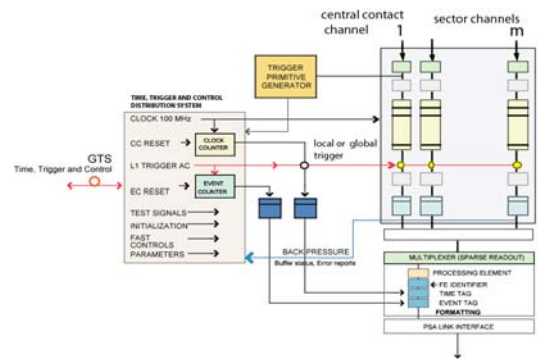 central contact
channel
sector channels
1
m
TRIGGER
PRIMITIVE
GENERATOR
TIME, TRIGGER AND CONTROL
DISTRIBUTION SYSTEM
CLOCK 100 MHz
CC RESET
CLOCK
COUNTER
local or global
trigger
GTS
Time, Trigger and Control
L1 TRIGGER AC
EC RESET
EVENT
COUNTER
TEST SIGNALS
INITIALIZATION
FAST
CONTROLS
PARAMETERS
BACK PRESSURE
Buffer status, Error reports
MULTIPLEXER (SPARSE READOUT)
PROCESSING ELEMENT
FE IDENTIFIER
TIME TAG
EVENT TAG
FORMATTING
PSA LINK INTERFACE